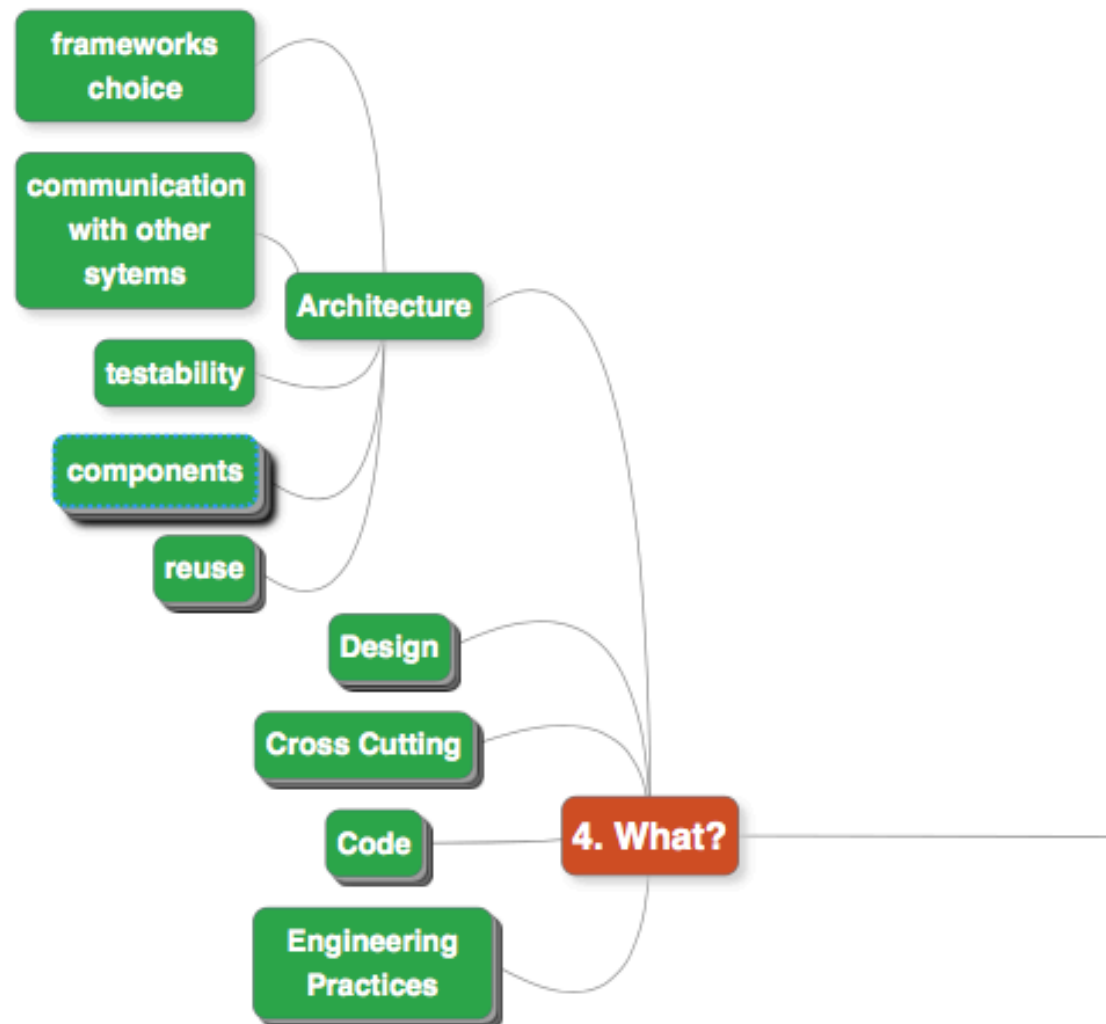 frameworks
choice
communication
with other
sytems
Architecture
testability
components
reuse
Design
Cross Cutting
4. What?
Code
Engineering
Practices